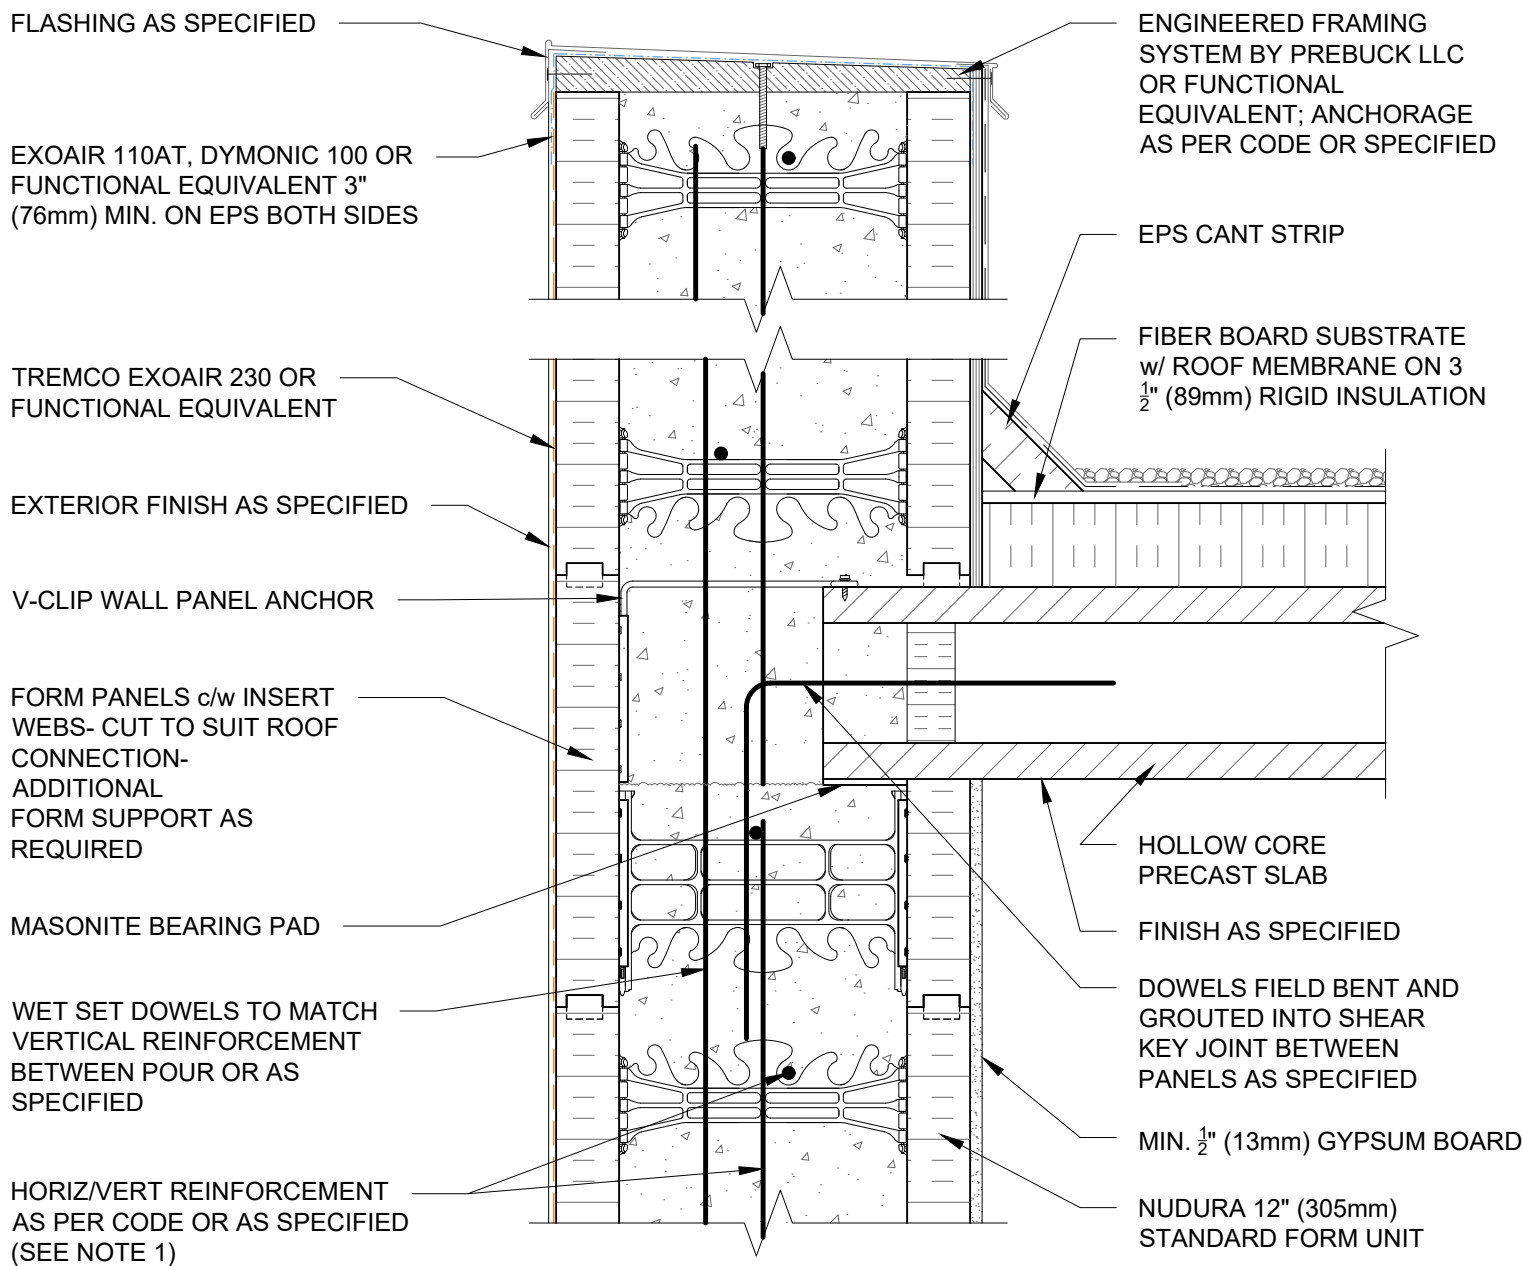 FLASHING AS SPECIFIED
EXOAIR 110AT, DYMONIC 100 OR
FUNCTIONAL EQUIVALENT 3"
(76mm) MIN. ON EPS BOTH SIDES
TREMCO EXOAIR 230 OR
FUNCTIONAL EQUIVALENT
EXTERIOR FINISH AS SPECIFIED
V-CLIP WALL PANEL ANCHOR
FORM PANELS c/w INSERT
WEBS- CUT TO SUIT ROOF
CONNECTION-
ADDITIONAL
FORM SUPPORT AS
REQUIRED
MASONITE BEARING PAD
WET SET DOWELS TO MATCH
VERTICAL REINFORCEMENT
BETWEEN POUR OR AS
SPECIFIED
HORIZ/VERT REINFORCEMENT
AS PER CODE OR AS SPECIFIED
(SEE NOTE 1)
ENGINEERED FRAMING
SYSTEM BY PREBUCK LLC
OR FUNCTIONAL
EQUIVALENT; ANCHORAGE
AS PER CODE OR SPECIFIED
EPS CANT STRIP
FIBER BOARD SUBSTRATE
w/ ROOF MEMBRANE ON 3
½" (89mm) RIGID INSULATION
HOLLOW CORE
PRECAST SLAB
FINISH AS SPECIFIED
DOWELS FIELD BENT AND
GROUTED INTO SHEAR
KEY JOINT BETWEEN
PANELS AS SPECIFIED
MIN. ½" (13mm) GYPSUM BOARD
NUDURA 12" (305mm)
STANDARD FORM UNIT